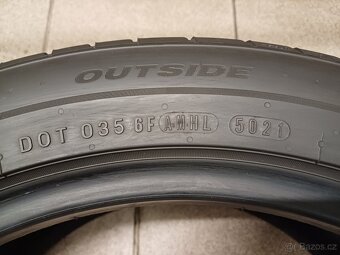 OUTSIDE
DOT 035 6F AMHL 5021
Bazos.cz